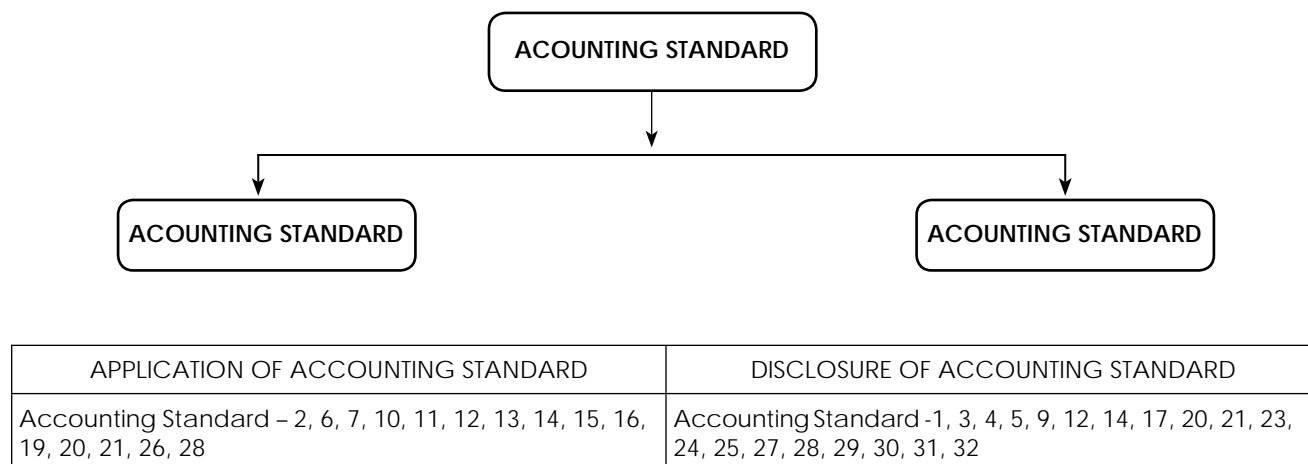 ACOUNTING STANDARD
ACOUNTING STANDARD
ACOUNTING STANDARD
APPLICATION OF ACCOUNTING STANDARD
DISCLOSURE OF ACCOUNTING STANDARD
Accounting Standard – 2, 6, 7, 10, 11, 12, 13, 14, 15, 16,
19, 20, 21, 26, 28
Accounting Standard -1, 3, 4, 5, 9, 12, 14, 17, 20, 21, 23,
24, 25, 27, 28, 29, 30, 31, 32